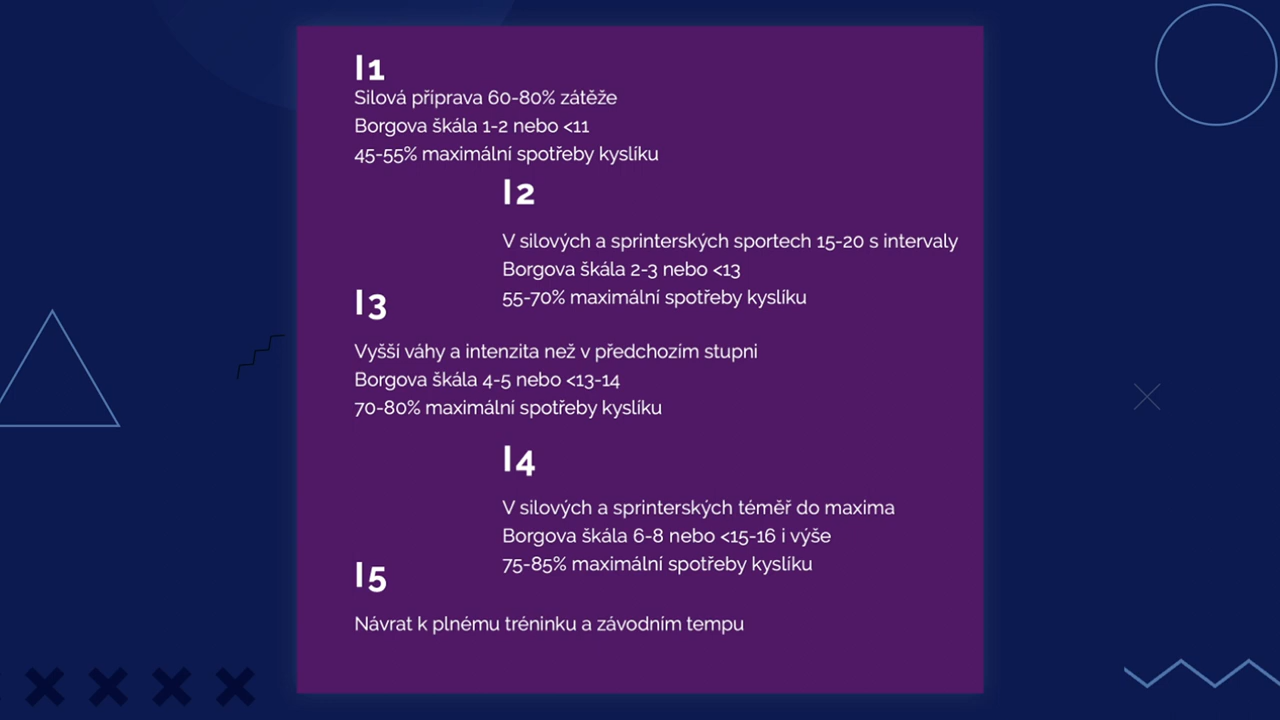 I1
Silová příprava 60-80% zátěže
Borgova škála 1-2 nebo <11
45-55% maximální spotřeby kyslíku
I2
V silových a sprinterských sportech 15-20 s intervaly
Borgova škála 2-3 nebo <13
55-70% maximální spotřeby kyslíku
I3
Vyšší váhy a intenzita než v předchozím stupni
Borgova škála 4-5 nebo <13-14
70-80% maximální spotřeby kyslíku
I4
V silových a sprinterských téměř do maxima
Borgova škála 6-8 nebo <15-16 i výše
75-85% maximální spotřeby kyslíku
I5
Návrat k plnému tréninku a závodním tempu